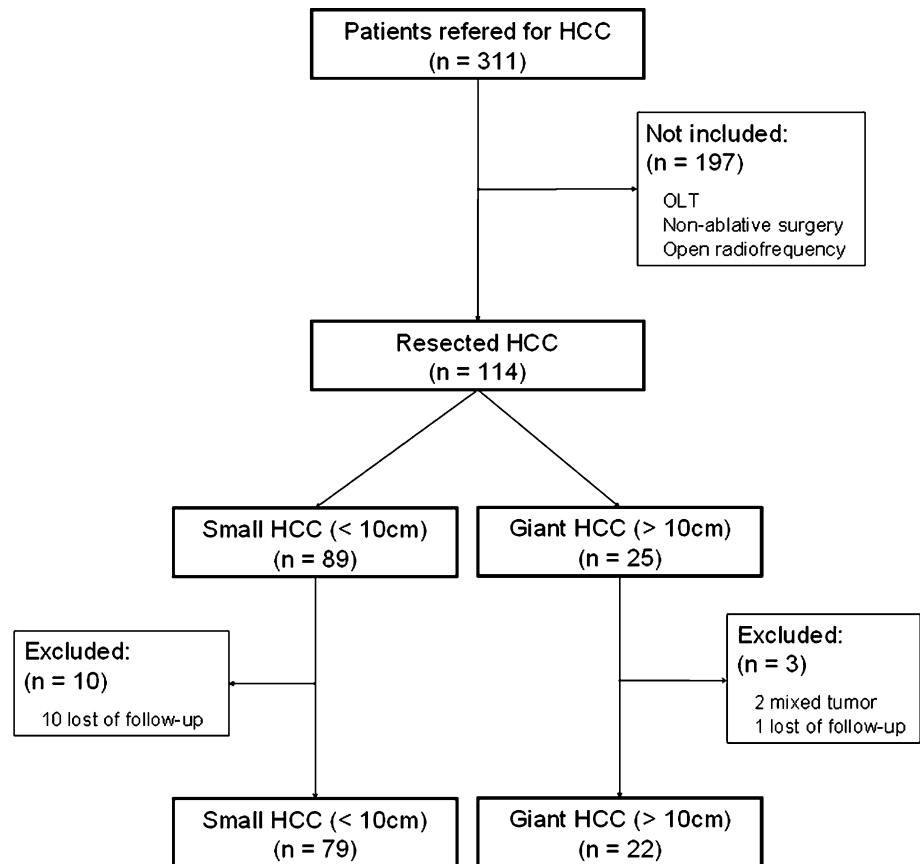 Patients refered for HCC
(n = 311)
Not included:
(n = 197)
OLT
Non-ablative surgery
Open radiofrequency
Resected HCC
(n = 114)
Small HCC (< 10cm)
(n = 89)
Giant HCC (> 10cm)
(n = 25)
Excluded:
(n = 10)
10 lost of follow-up
Excluded:
(n = 3)
2 mixed tumor
1 lost of follow-up
Small HCC (< 10cm)
(n = 79)
Giant HCC (> 10cm)
(n = 22)